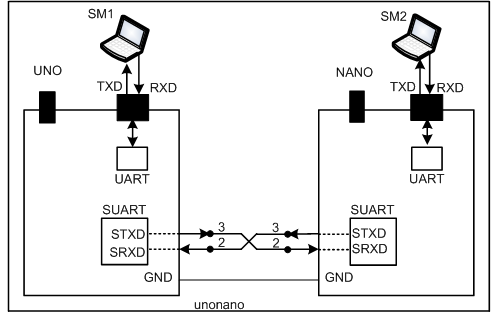 SM1
SM2
UNO
TXD
RXD
NANO
TXD
RXD
UART
UART
SUART
SUART
STXD
3
3
STXD
SRXD
2
2
SRXD
GND
GND
unonano